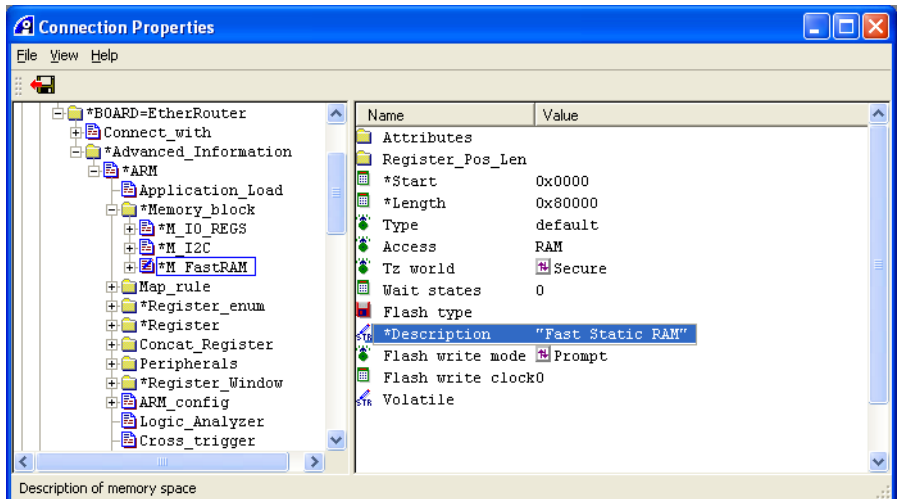 Connection Properties
File View Help
*BOARD=EtherRouter
Connect_with
*Advanced_Information
*ARM
Application_Load
*Memory_block
*M_IO_REGS
*M_I2C
*M_FastRAM
Map_rule
*Register_enum
*Register
Concat_Register
Peripherals
*Register_Window
ARM_config
Logic_Analyzer
Cross_trigger
Name Value
Attributes
Register_Pos_Len
*Start 0x0000
*Length 0x80000
Type default
Access RAM
Tz world Secure
Wait states 0
Flash type
STR *Description "Fast Static RAM"
Flash write mode Prompt
Flash write clock0
STR Volatile
Description of memory space